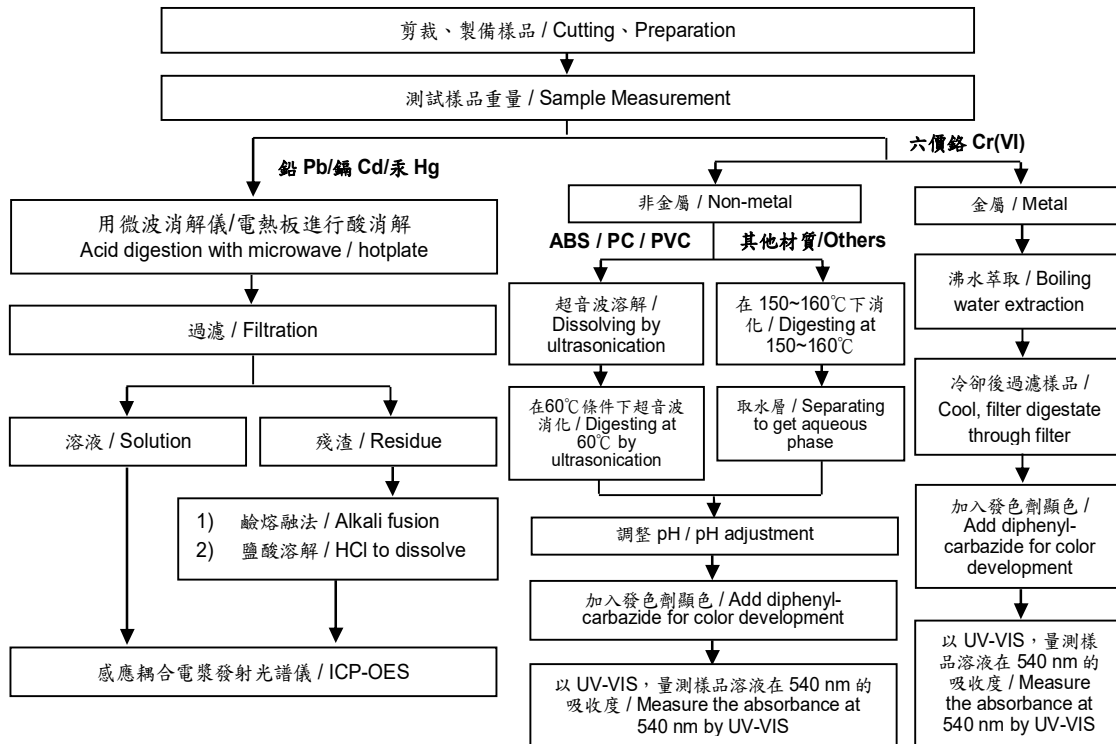 剪裁、製備樣品 / Cutting、Preparation
測試樣品重量 / Sample Measurement
鉛 Pb/鎘 Cd/汞 Hg
六價鉻 Cr(VI)
用微波消解儀/電熱板進行酸消解
Acid digestion with microwave / hotplate
過濾 / Filtration
溶液 / Solution
殘渣 / Residue
1) 鹼熔融法 / Alkali fusion
2) 鹽酸溶解 / HCl to dissolve
感應耦合電漿發射光譜儀 / ICP-OES
非金屬 / Non-metal
ABS / PC / PVC
其他材質/Others
超音波溶解 /
Dissolving by
ultrasonication
在 150~160℃下消
化 / Digesting at
150~160℃
在60℃條件下超音波
消化 / Digesting at
60℃ by
ultrasonication
取水層 / Separating
to get aqueous
phase
調整 pH / pH adjustment
加入發色劑顯色 / Add diphenyl-
carbazide for color development
以 UV-VIS，量測樣品溶液在 540 nm 的
吸收度 / Measure the absorbance at
540 nm by UV-VIS
金屬 / Metal
沸水萃取 / Boiling
water extraction
冷卻後過濾樣品 /
Cool, filter digestate
through filter
加入發色劑顯色 /
Add diphenyl-
carbazide for color
development
以 UV-VIS，量測樣
品溶液在 540 nm 的
吸收度 / Measure
the absorbance at
540 nm by UV-VIS